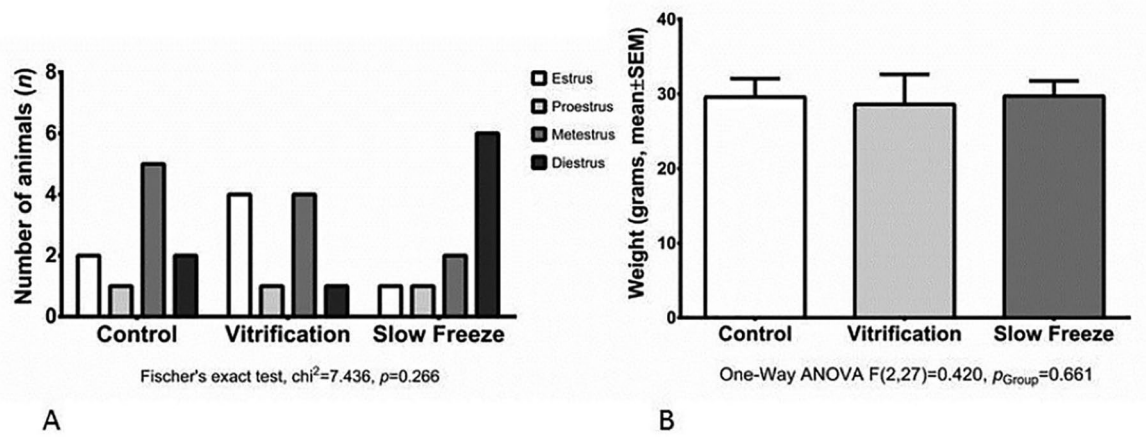 Number of animals (n)
8
6
4
2
0
Control
Vitrification
Slow Freeze
Estrus
Proestrus
Metestrus
Diestrus
Fischer's exact test, chi²=7.436, p=0.266
A
Weight (grams, mean±SEM)
40
30
20
10
0
Control
Vitrification
Slow Freeze
One-Way ANOVA F(2,27)=0.420, pGroup=0.661
B